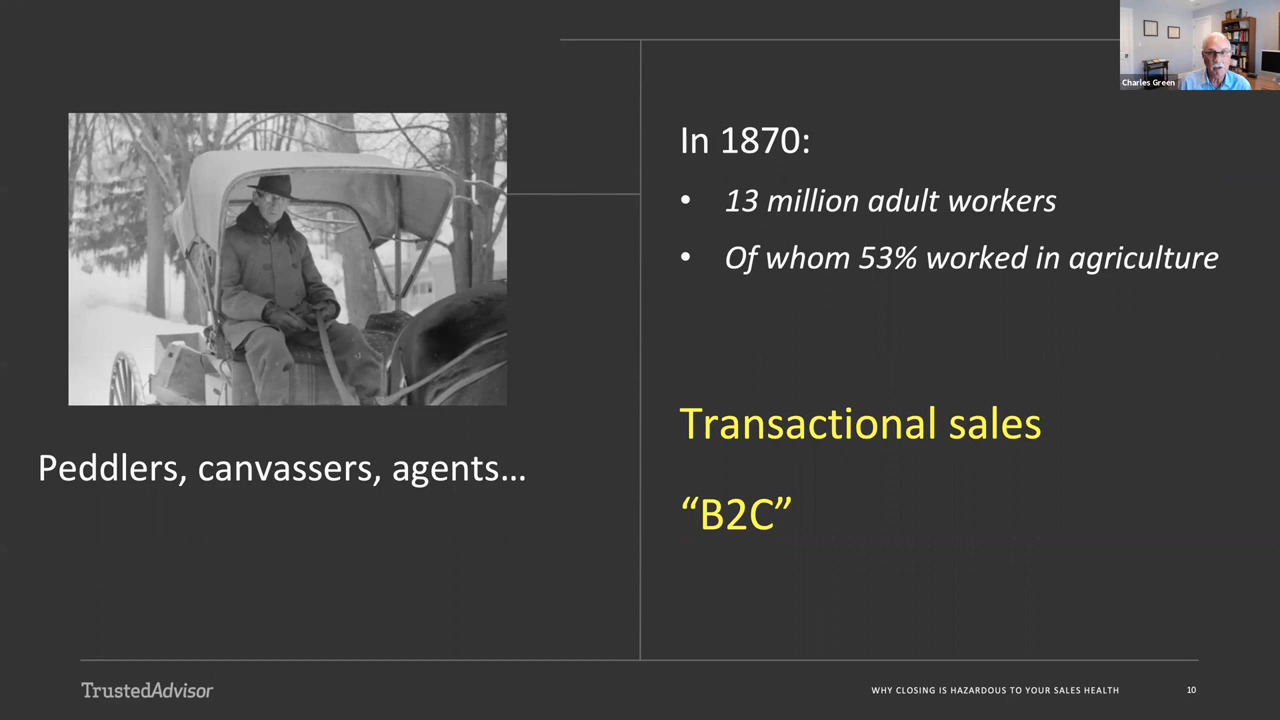 Charles Green
In 1870:
• 13 million adult workers
• Of whom 53% worked in agriculture
Peddlers, canvassers, agents…
Transactional sales
“B2C”
TrustedAdvisor
WHY CLOSING IS HAZARDOUS TO YOUR SALES HEALTH
10